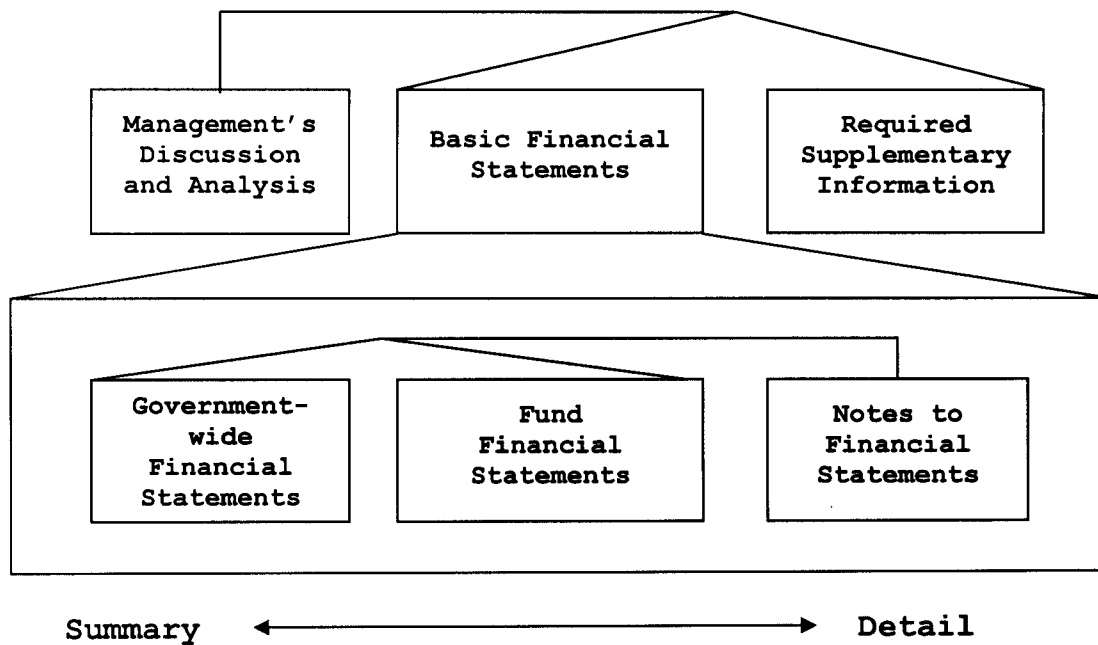 Management's
Discussion
and Analysis
Basic Financial
Statements
Required
Supplementary
Information
Government-
wide
Financial
Statements
Fund
Financial
Statements
Notes to
Financial
Statements
Summary
Detail